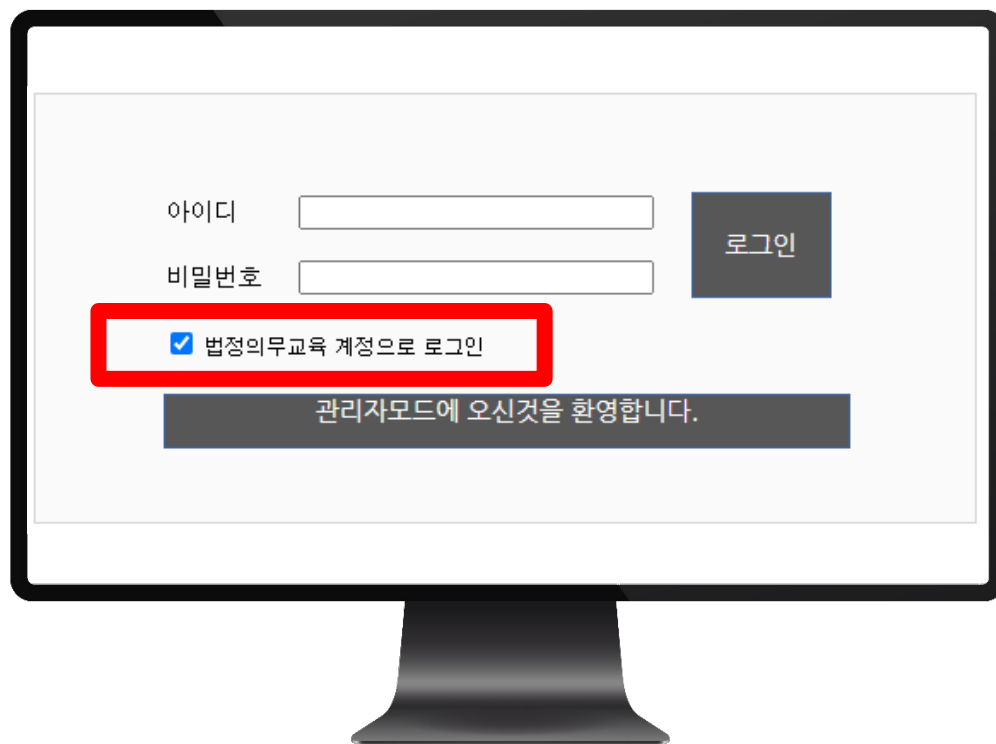 아이디
비밀번호
로그인
법정의무교육 계정으로 로그인
관리자모드에 오신것을 환영합니다.